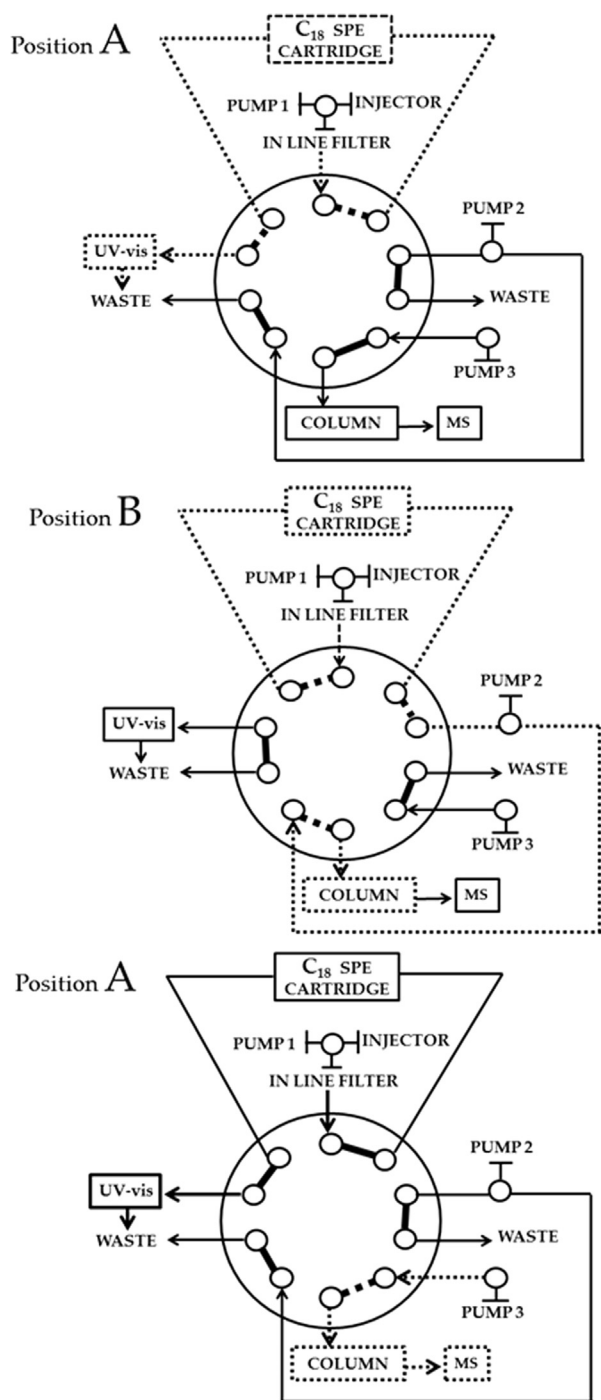 Position A
C18 SPE
CARTRIDGE
PUMP 1
INJECTOR
IN LINE FILTER
PUMP 2
UV-vis
WASTE
WASTE
PUMP 3
COLUMN
MS
Position B
C18 SPE
CARTRIDGE
PUMP 1
INJECTOR
IN LINE FILTER
PUMP 2
UV-vis
WASTE
WASTE
PUMP 3
COLUMN
MS
Position A
C18 SPE
CARTRIDGE
PUMP 1
INJECTOR
IN LINE FILTER
PUMP 2
UV-vis
WASTE
WASTE
PUMP 3
COLUMN
MS